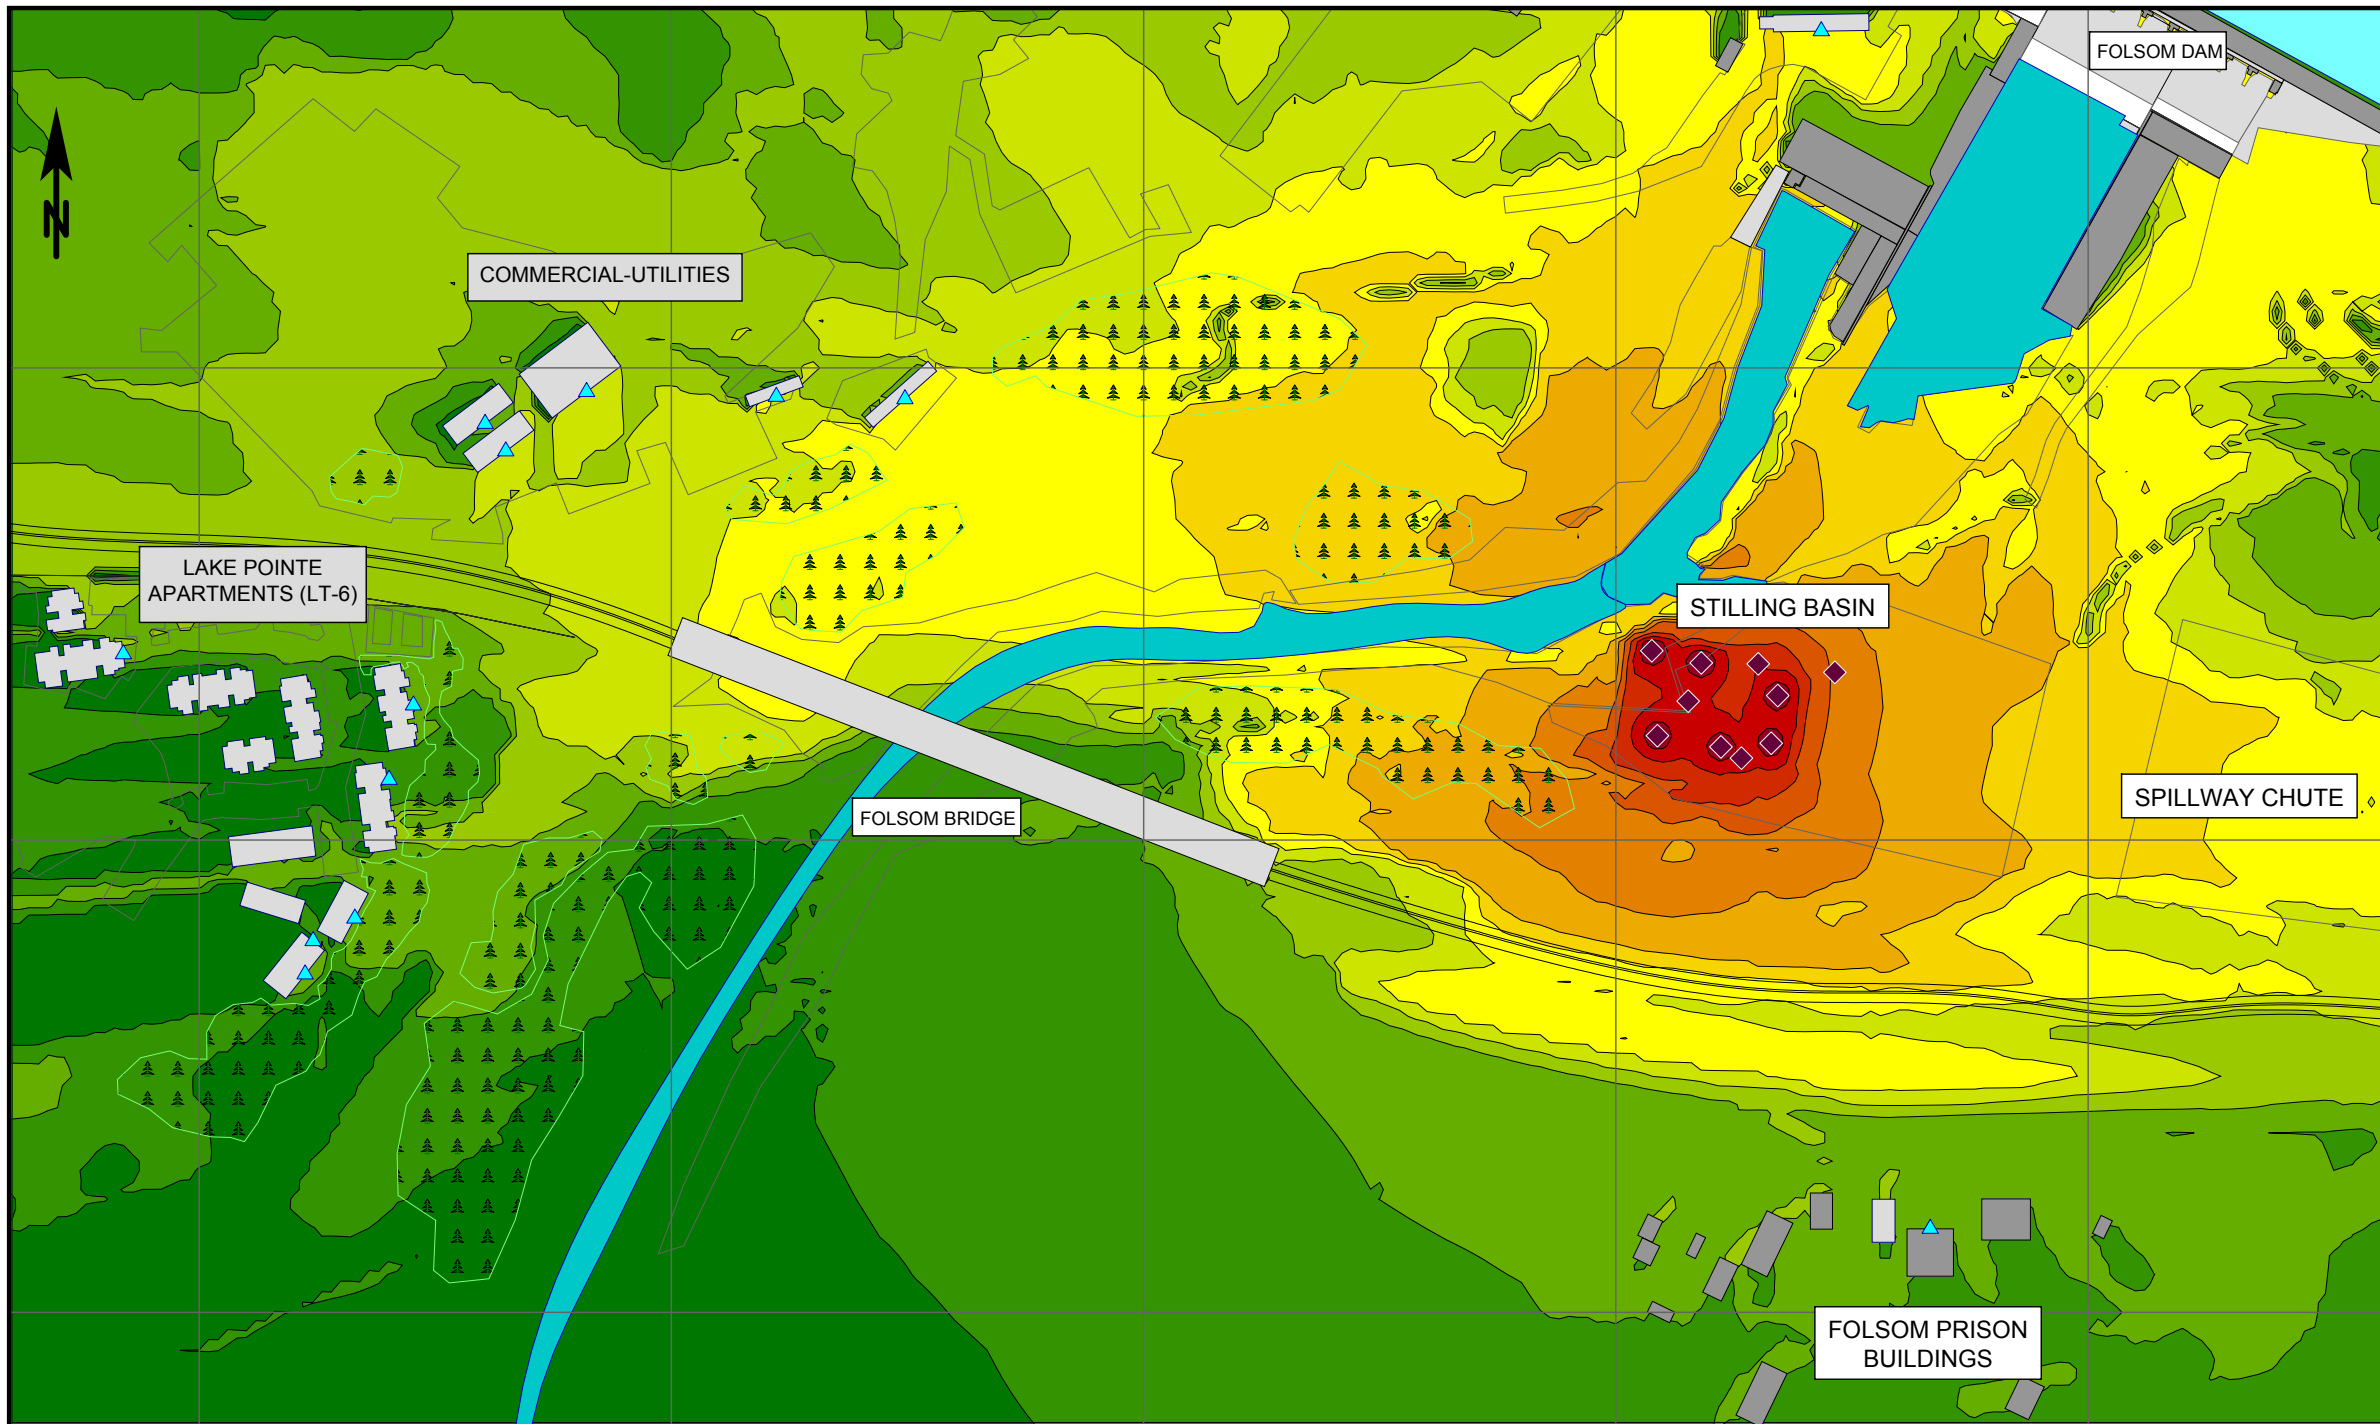 FOLSOM DAM
N
COMMERCIAL-UTILITIES
LAKE POINTE
APARTMENTS (LT-6)
STILLING BASIN
SPILLWAY CHUTE
FOLSOM BRIDGE
FOLSOM PRISON
BUILDINGS